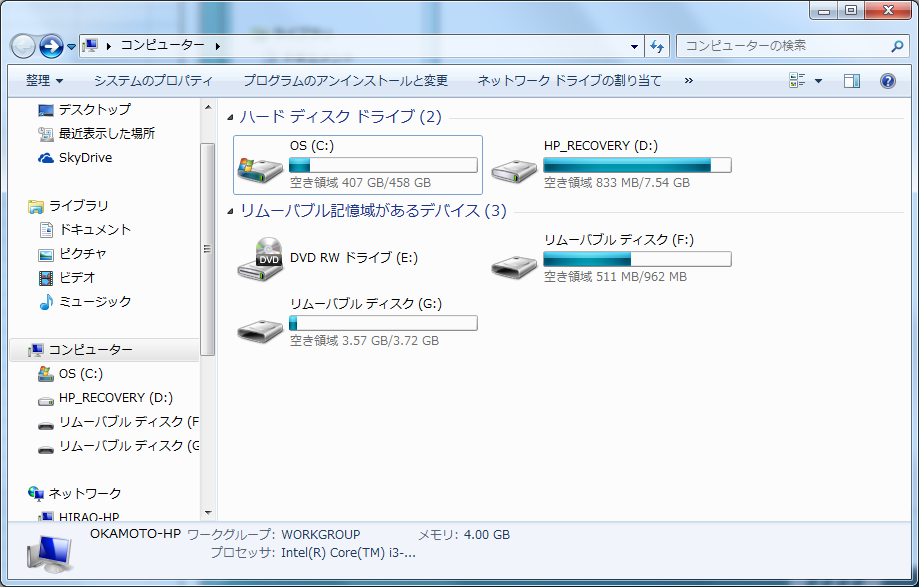 コンピューター
コンピューターの検索
整理 システムのプロパティ プログラムのアンインストールと変更 ネットワーク ドライブの割り当て »
デスクトップ
最近表示した場所
SkyDrive
ライブラリ
ドキュメント
ピクチャ
ビデオ
ミュージック
コンピューター
OS (C:)
HP_RECOVERY (D:)
リムーバブル ディスク (F
リムーバブル ディスク (G
ネットワーク
HIRAO-HP
ハード ディスク ドライブ (2)
OS (C:)
空き領域 407 GB/458 GB
HP_RECOVERY (D:)
空き領域 833 MB/7.54 GB
リムーバブル記憶域があるデバイス (3)
DVD
DVD RW ドライブ (E:)
リムーバブル ディスク (F:)
空き領域 511 MB/962 MB
リムーバブル ディスク (G:)
空き領域 3.57 GB/3.72 GB
OKAMOTO-HP ワークグループ: WORKGROUP メモリ: 4.00 GB
プロセッサ: Intel(R) Core(TM) i3-...